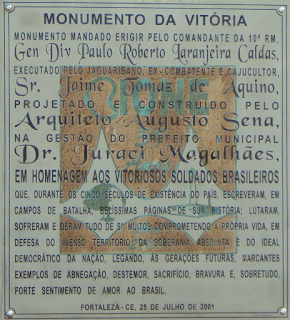 MONUMENTO DA VITÓRIA
MONUMENTO MANDADO ERIGIR PELO COMANDANTE DA 10ª RM,
Gen Div Paulo Roberto Laranjeira Caldas,
EXECUTADO PELO JAGUARIBANO, EX-COMBATENTE E CAJUCULTOR,
Sr. Jaime Tomaz de Aquino,
PROJETADO E CONSTRUIDO PELO
Arquiteto Augusto Sena,
NA GESTÃO DO PREFEITO MUNICIPAL
Dr. Juraci Magalhães,
EM HOMENAGEM AOS VITORIOSOS SOLDADOS BRASILEIROS
QUE, DURANTE OS CINCO SÉCULOS DE EXISTÊNCIA DO PAÍS, ESCREVERAM, EM
CAMPOS DE BATALHA, BELÍSSIMAS PÁGINAS DE SUA HISTÓRIA; LUTARAM,
SOFRERAM E DERAM TUDO DE SI, MUITOS COMPROMETENDO A PRÓPRIA VIDA, EM
DEFESA DO IMENSO TERRITÓRIO, DA SOBERANIA ABSOLUTA E DO IDEAL
DEMOCRÁTICO DA NAÇÃO, LEGANDO, AS GERAÇÕES FUTURAS, MARCANTES
EXEMPLOS DE ABNEGAÇÃO, DESTEMOR, SACRIFÍCIO, BRAVURA E, SOBRETUDO,
FORTE SENTIMENTO DE AMOR AO BRASIL.
FORTALEZA-CE, 25 DE JULHO DE 2001